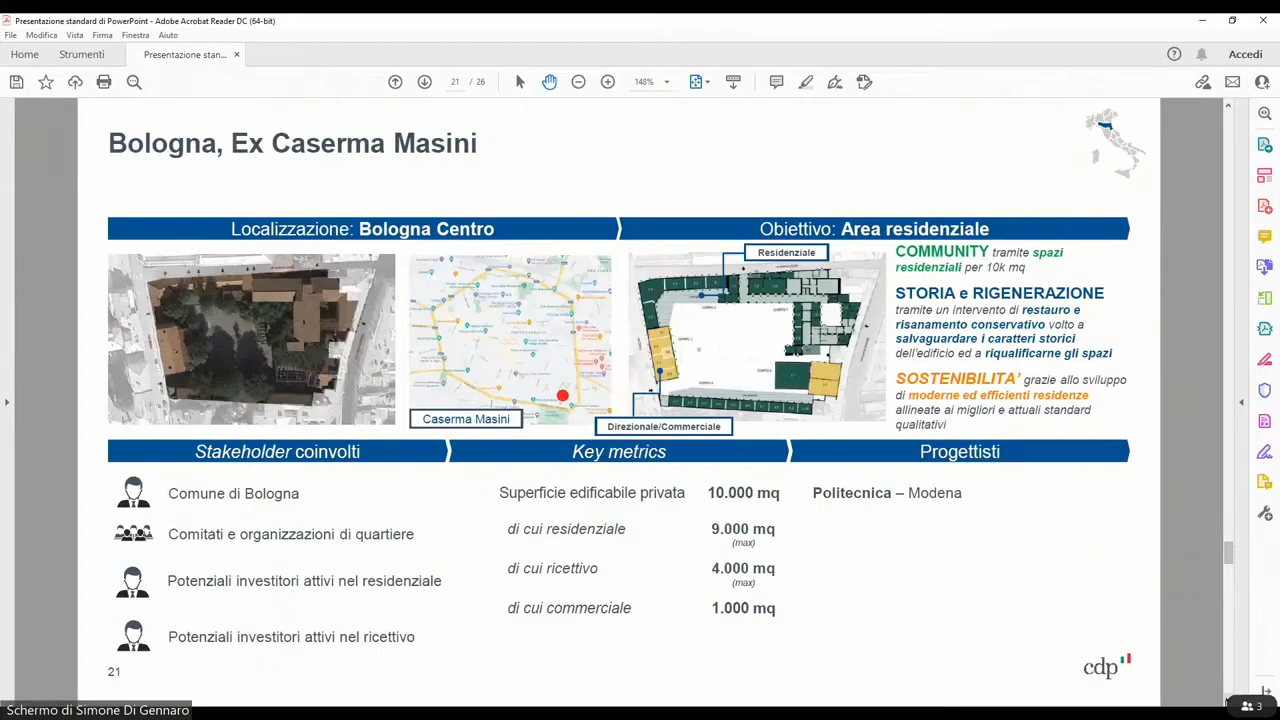 Presentazione standard di PowerPoint - Adobe Acrobat Reader DC (64-bit)
File Modifica Vista Firma Finestra Aiuto
Home Strumenti Presentazione stan... × Accedi
21 / 26 148%
Bologna, Ex Caserma Masini
Localizzazione: Bologna Centro
Obiettivo: Area residenziale
Residenziale
Caserma Masini
Direzionale/Commerciale
COMMUNITY tramite spazi
residenziali per 10k mq
STORIA e RIGENERAZIONE
tramite un intervento di restauro e
risanamento conservativo volto a
salvaguardare i caratteri storici
dell'edificio ed a riqualificarne gli spazi
SOSTENIBILITA' grazie allo sviluppo
di moderne ed efficienti residenze
allineate ai migliori e attuali standard
qualitativi
Stakeholder coinvolti
Key metrics
Progettisti
Comune di Bologna
Comitati e organizzazioni di quartiere
Potenziali investitori attivi nel residenziale
Potenziali investitori attivi nel ricettivo
Superficie edificabile privata 10.000 mq
di cui residenziale 9.000 mq
(max)
di cui ricettivo 4.000 mq
(max)
di cui commerciale 1.000 mq
Politecnica – Modena
21
cdp
Schermo di Simone Di Gennaro
3